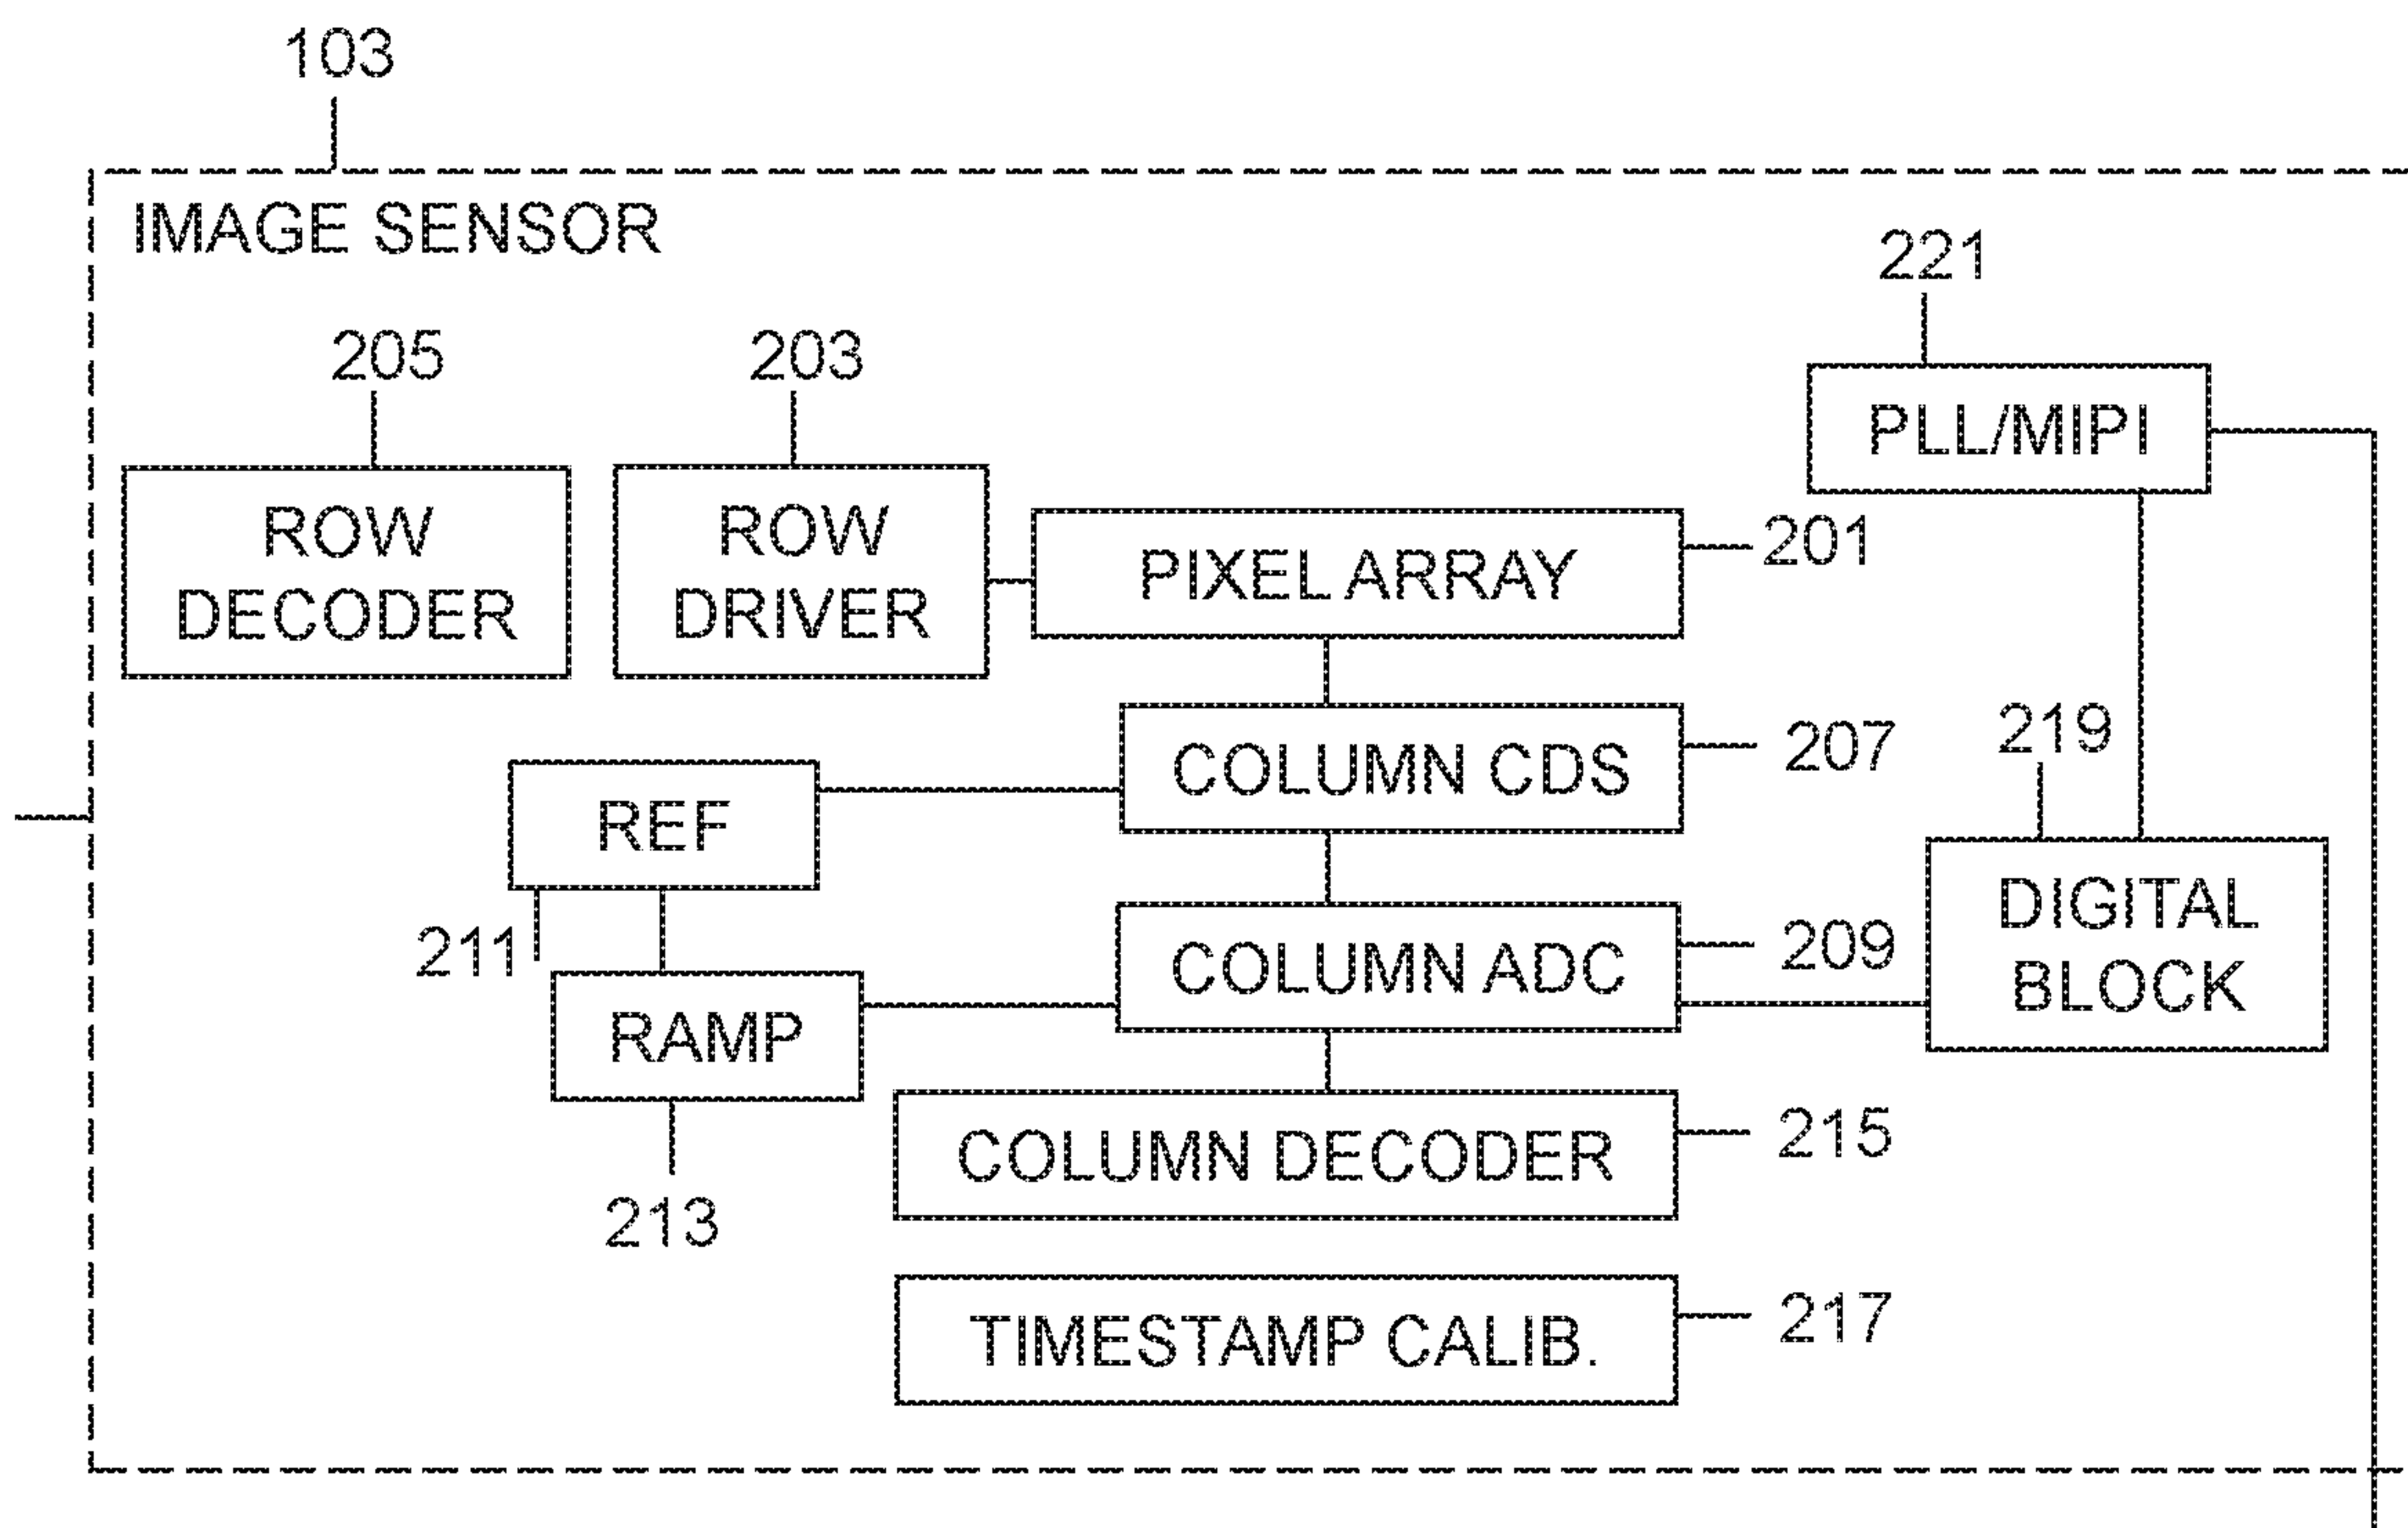 103
IMAGE SENSOR
221
205
203
PLL/MIPI
ROW
DECODER
ROW
DRIVER
PIXEL ARRAY
201
COLUMN CDS
207
219
REF
211
DIGITAL
BLOCK
COLUMN ADC
209
RAMP
213
COLUMN DECODER
215
TIMESTAMP CALIB.
217